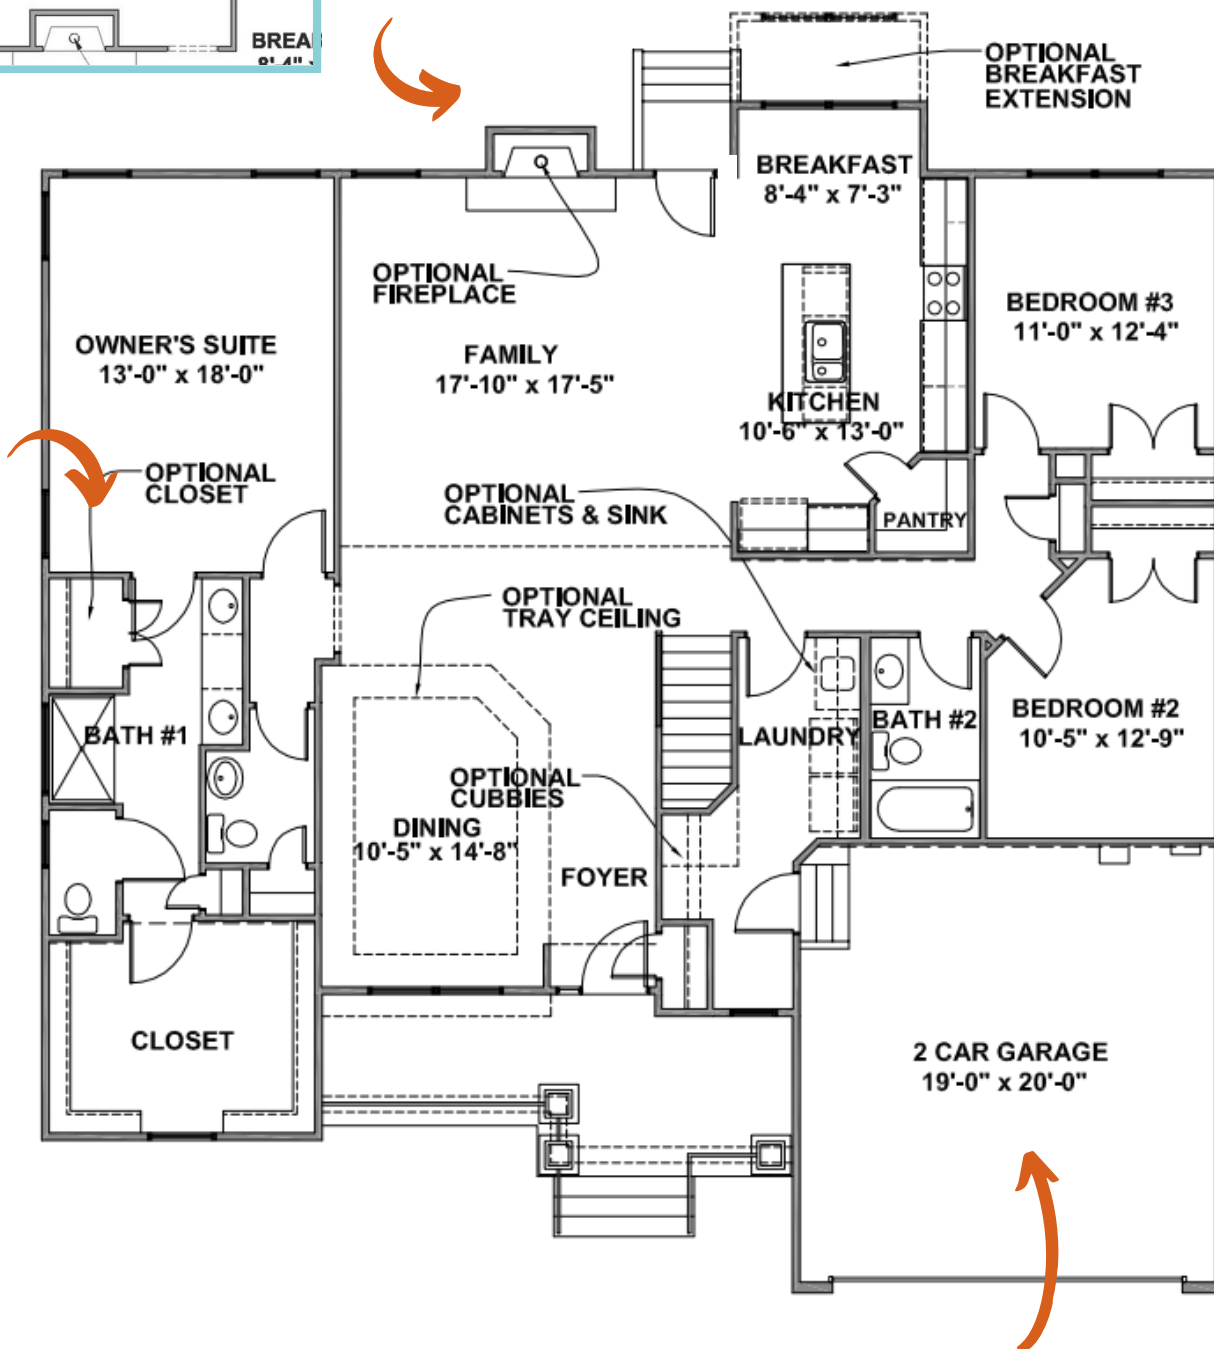 BREA
8'-4" x
OPTIONAL
BREAKFAST
EXTENSION
BREAKFAST
8'-4" x 7'-3"
OPTIONAL
FIREPLACE
BEDROOM #3
11'-0" x 12'-4"
OWNER'S SUITE
13'-0" x 18'-0"
FAMILY
17'-10" x 17'-5"
KITCHEN
10'-6" x 13'-0"
OPTIONAL
CLOSET
OPTIONAL
CABINETS & SINK
PANTRY
OPTIONAL
TRAY CEILING
BATH #1
LAUNDRY
BATH #2
BEDROOM #2
10'-5" x 12'-9"
OPTIONAL
CUBBIES
DINING
10'-5" x 14'-8"
FOYER
CLOSET
2 CAR GARAGE
19'-0" x 20'-0"